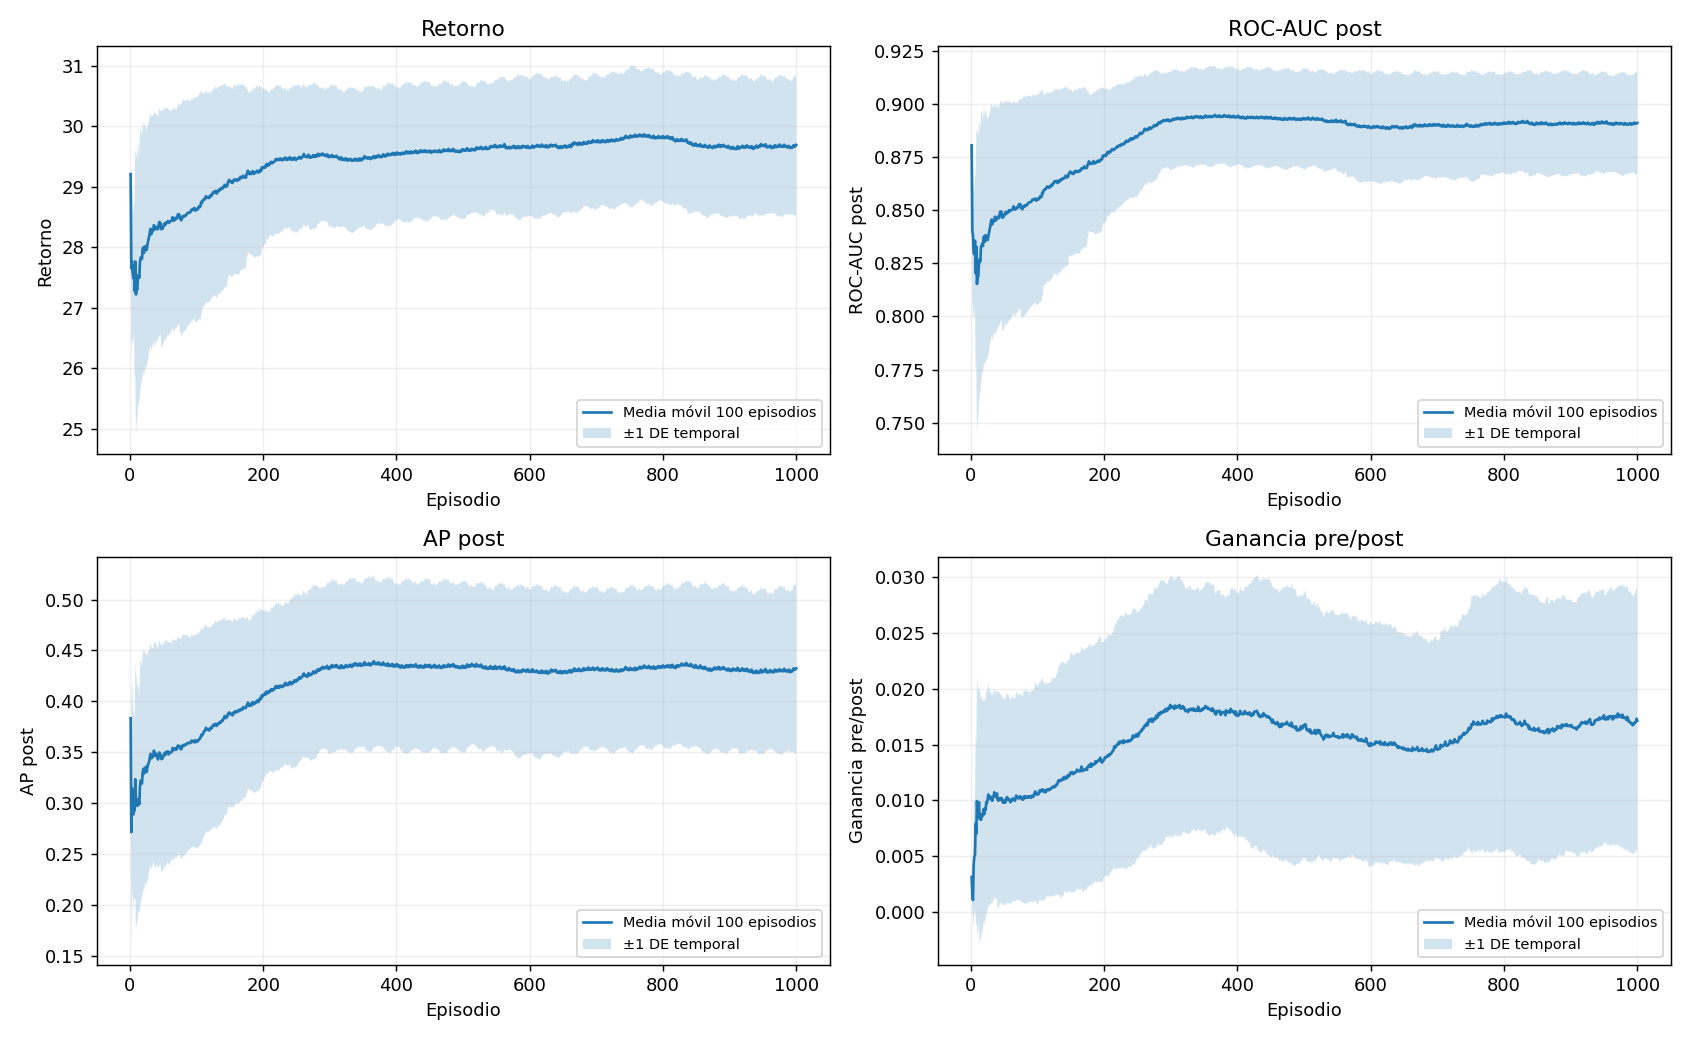 Retorno
Retorno
31
30
29
28
27
26
25
0
200
400
600
800
1000
Episodio
Media móvil 100 episodios
±1 DE temporal
ROC-AUC post
ROC-AUC post
0.925
0.900
0.875
0.850
0.825
0.800
0.775
0.750
0
200
400
600
800
1000
Episodio
Media móvil 100 episodios
±1 DE temporal
AP post
AP post
0.50
0.45
0.40
0.35
0.30
0.25
0.20
0.15
0
200
400
600
800
1000
Episodio
Media móvil 100 episodios
±1 DE temporal
Ganancia pre/post
Ganancia pre/post
0.030
0.025
0.020
0.015
0.010
0.005
0.000
0
200
400
600
800
1000
Episodio
Media móvil 100 episodios
±1 DE temporal